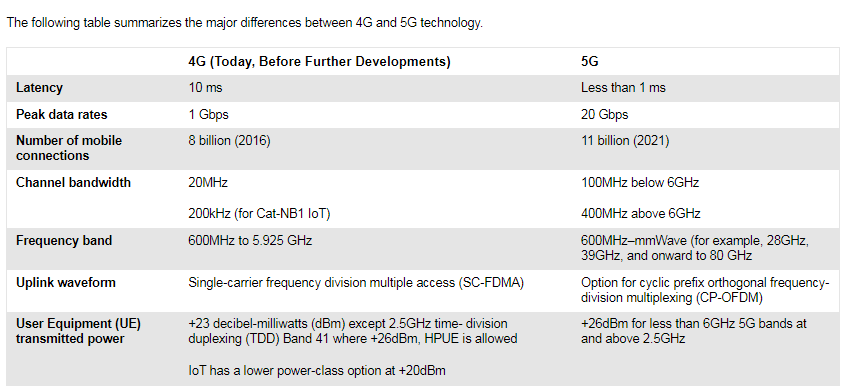 The following table summarizes the major differences between 4G and 5G technology.
4G (Today, Before Further Developments) 5G
Latency 10 ms Less than 1 ms
Peak data rates 1 Gbps 20 Gbps
Number of mobile connections 8 billion (2016) 11 billion (2021)
Channel bandwidth 20MHz 100MHz below 6GHz
200kHz (for Cat-NB1 IoT) 400MHz above 6GHz
Frequency band 600MHz to 5.925 GHz 600MHz–mmWave (for example, 28GHz,
39GHz, and onward to 80 GHz
Uplink waveform Single-carrier frequency division multiple access (SC-FDMA) Option for cyclic prefix orthogonal frequency-
division multiplexing (CP-OFDM)
User Equipment (UE) +23 decibel-milliwatts (dBm) except 2.5GHz time- division +26dBm for less than 6GHz 5G bands at
transmitted power duplexing (TDD) Band 41 where +26dBm, HPUE is allowed and above 2.5GHz
IoT has a lower power-class option at +20dBm